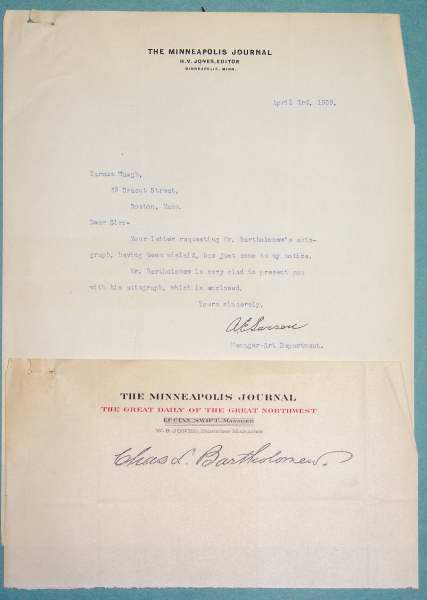 THE MINNEAPOLIS JOURNAL
H.V. JONES, EDITOR
MINNEAPOLIS, MINN.
April 3rd, 1909.
Street,
Boston, Mass.
Dear Sir:-
Your letter requesting Mr. Bartholomew's auto-
graph, having been mislaid, has just come to my notice.
Mr. Bartholomew is very glad to present you
with his autograph, which is enclosed.
Yours sincerely,
A E Larson
Manager-Art Department.
THE MINNEAPOLIS JOURNAL
THE GREAT DAILY OF THE GREAT NORTHWEST
LUCIAN SWIFT, MANAGER
W. S. JONES, BUSINESS MANAGER
Chas L. Bartholomew.